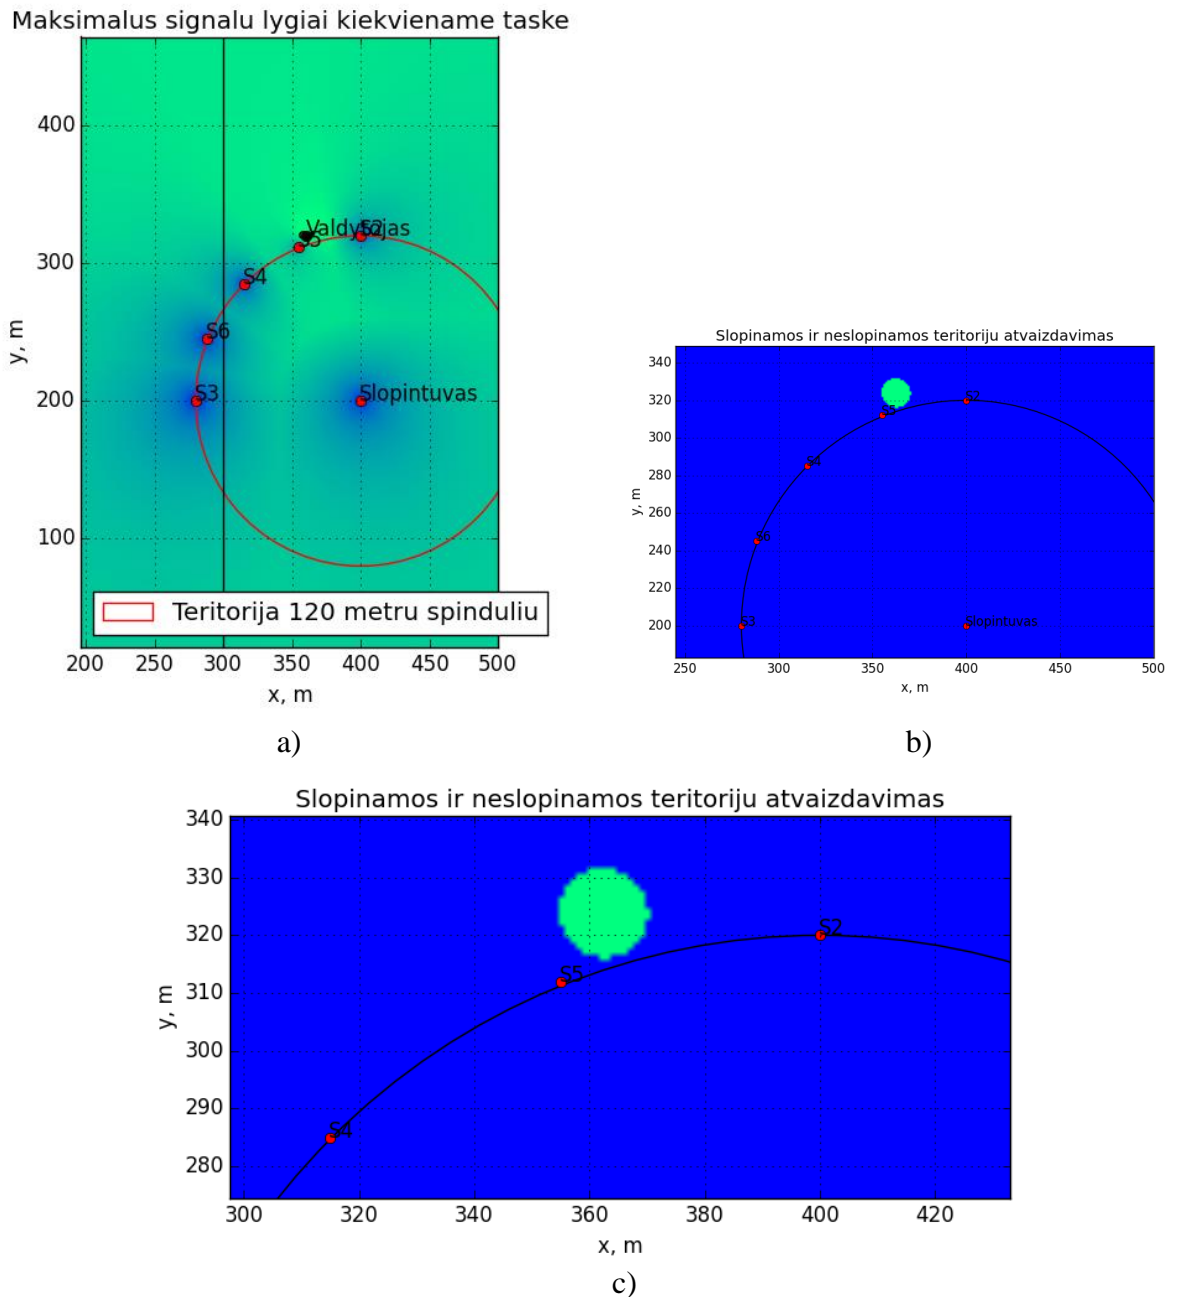 Maksimalus signalu lygiai kiekviename taske
400
300
200
100
y, m
Valdytojas
S2
S5
S4
S6
S3
Slopintuvas
Teritorija 120 metru spinduliu
200 250 300 350 400 450 500
x, m
a)
Slopinamos ir neslopinamos teritoriju atvaizdavimas
340
320
300
280
260
240
220
200
y, m
S2
S5
S4
S6
S3
Slopintuvas
250 300 350 400 450 500
x, m
b)
Slopinamos ir neslopinamos teritoriju atvaizdavimas
340
330
320
310
300
290
280
y, m
S2
S5
S4
300 320 340 360 380 400 420
x, m
c)